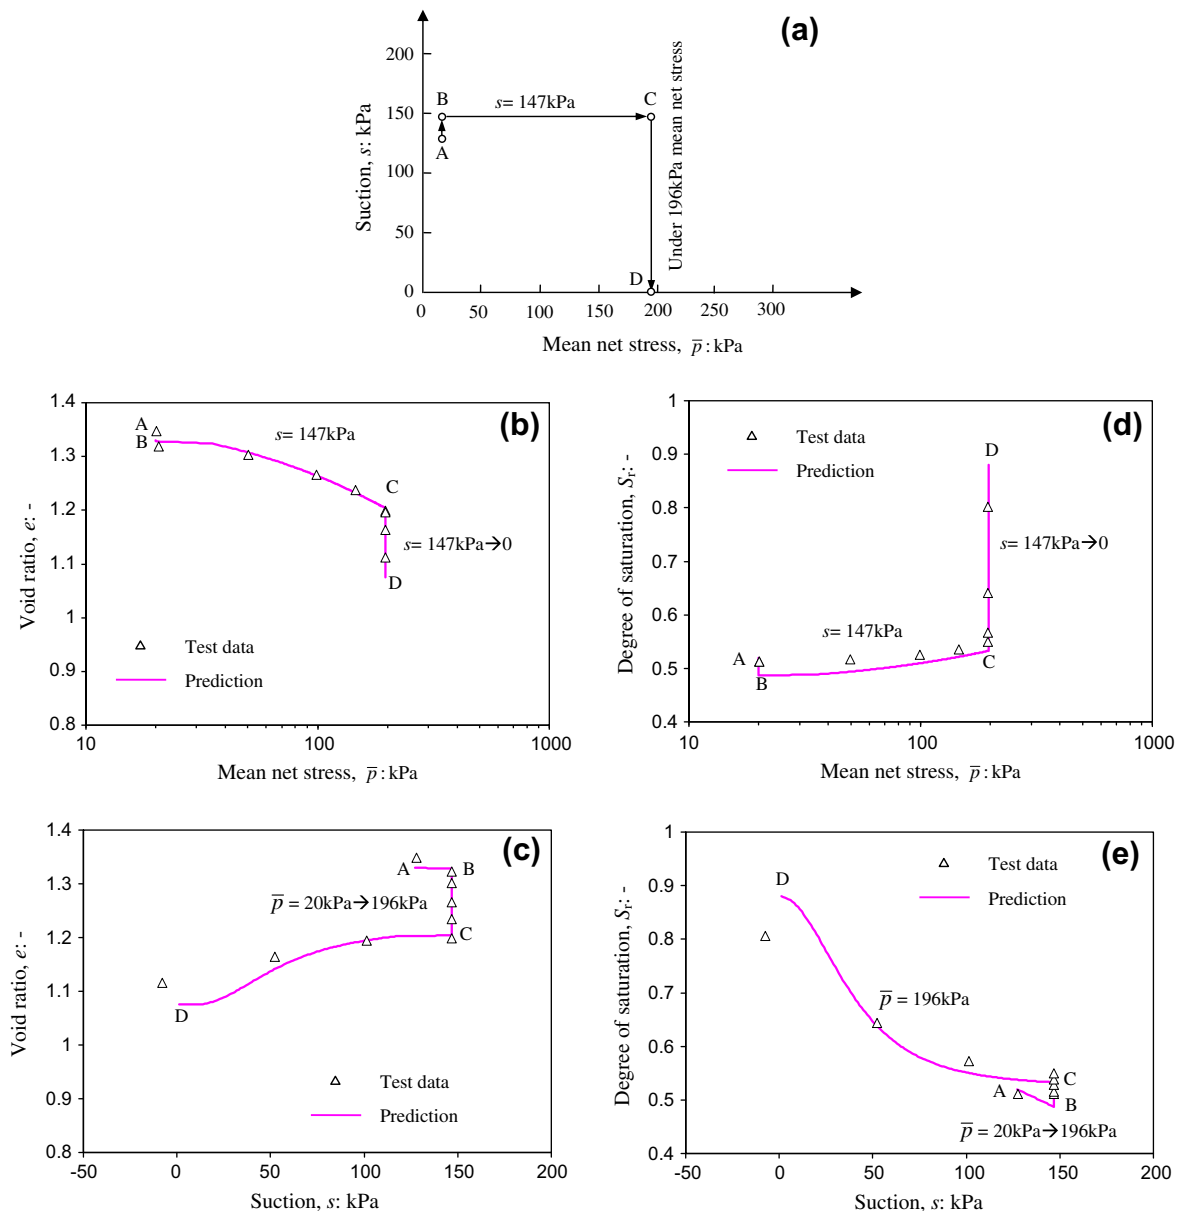 (a)
Suction, s: kPa
200
150
100
50
0
B
s= 147kPa
C
A
D
Under 196kPa mean net stress
0 50 100 150 200 250 300
Mean net stress, p̅ : kPa
(b)
Void ratio, e: -
1.4
1.3
1.2
1.1
1
0.9
0.8
A
B
s= 147kPa
C
s= 147kPa→0
D
Test data
Prediction
10 100 1000
Mean net stress, p̅ : kPa
(d)
Degree of saturation, Sr: -
1
0.9
0.8
0.7
0.6
0.5
0.4
Test data
Prediction
D
s= 147kPa→0
s= 147kPa
A
B
C
10 100 1000
Mean net stress, p̅ : kPa
(c)
Void ratio, e: -
1.4
1.3
1.2
1.1
1
0.9
0.8
A
B
p̅ = 20kPa→196kPa
C
D
Test data
Prediction
-50 0 50 100 150 200
Suction, s: kPa
(e)
Degree of saturation, Sr: -
1
0.9
0.8
0.7
0.6
0.5
0.4
Test data
Prediction
D
p̅ = 196kPa
C
A
B
p̅ = 20kPa→196kPa
-50 0 50 100 150 200
Suction, s: kPa